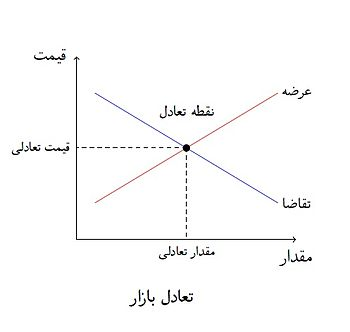 قیمت
عرضه
نقطه تعادل
قیمت تعادلی
تقاضا
مقدار تعادلی
مقدار
تعادل بازار